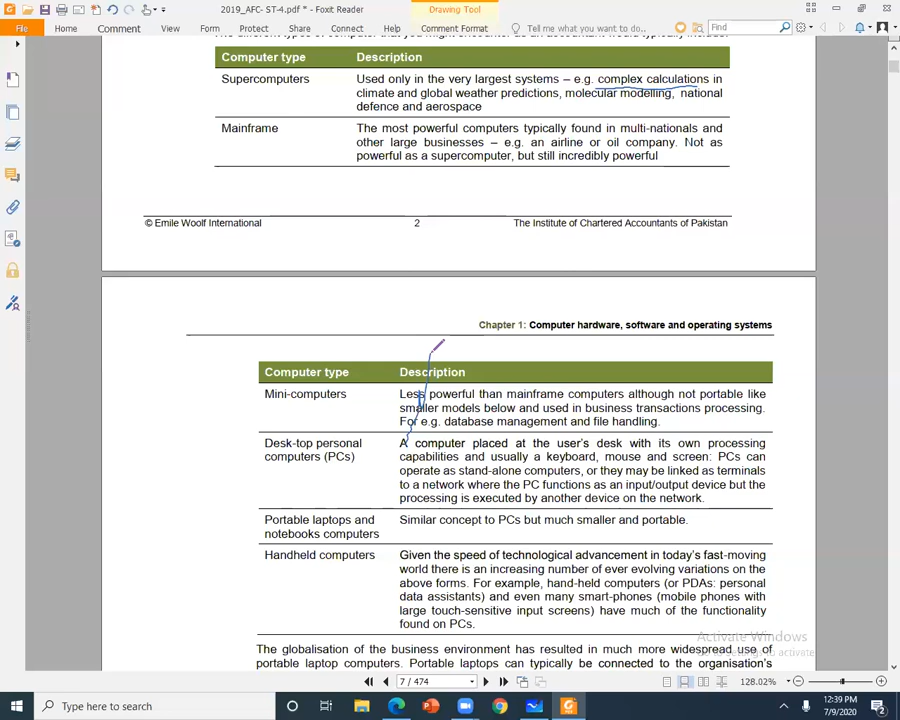 2019_AFC- ST-4.pdf * - Foxit Reader
Drawing Tool
File
Home
Comment
View
Form
Protect
Share
Connect
Help
Comment Format
Tell me what you want to do...
Find
Computer type Description
Supercomputers Used only in the very largest systems – e.g. complex calculations in
climate and global weather predictions, molecular modelling, national
defence and aerospace
Mainframe The most powerful computers typically found in multi-nationals and
other large businesses – e.g. an airline or oil company. Not as
powerful as a supercomputer, but still incredibly powerful
© Emile Woolf International 2 The Institute of Chartered Accountants of Pakistan
Chapter 1: Computer hardware, software and operating systems
Computer type Description
Mini-computers Less powerful than mainframe computers although not portable like
smaller models below and used in business transactions processing.
For e.g. database management and file handling.
Desk-top personal computers (PCs) A computer placed at the user's desk with its own processing
capabilities and usually a keyboard, mouse and screen: PCs can
operate as stand-alone computers, or they may be linked as terminals
to a network where the PC functions as an input/output device but the
processing is executed by another device on the network.
Portable laptops and notebooks computers Similar concept to PCs but much smaller and portable.
Handheld computers Given the speed of technological advancement in today's fast-moving
world there is an increasing number of ever evolving variations on the
above forms. For example, hand-held computers (or PDAs: personal
data assistants) and even many smart-phones (mobile phones with
large touch-sensitive input screens) have much of the functionality
found on PCs.
The globalisation of the business environment has resulted in much more widespread use of
portable laptop computers. Portable laptops can typically be connected to the organisation's
Activate Windows
7 / 474
128.02%
Type here to search
12:39 PM
7/9/2020
2